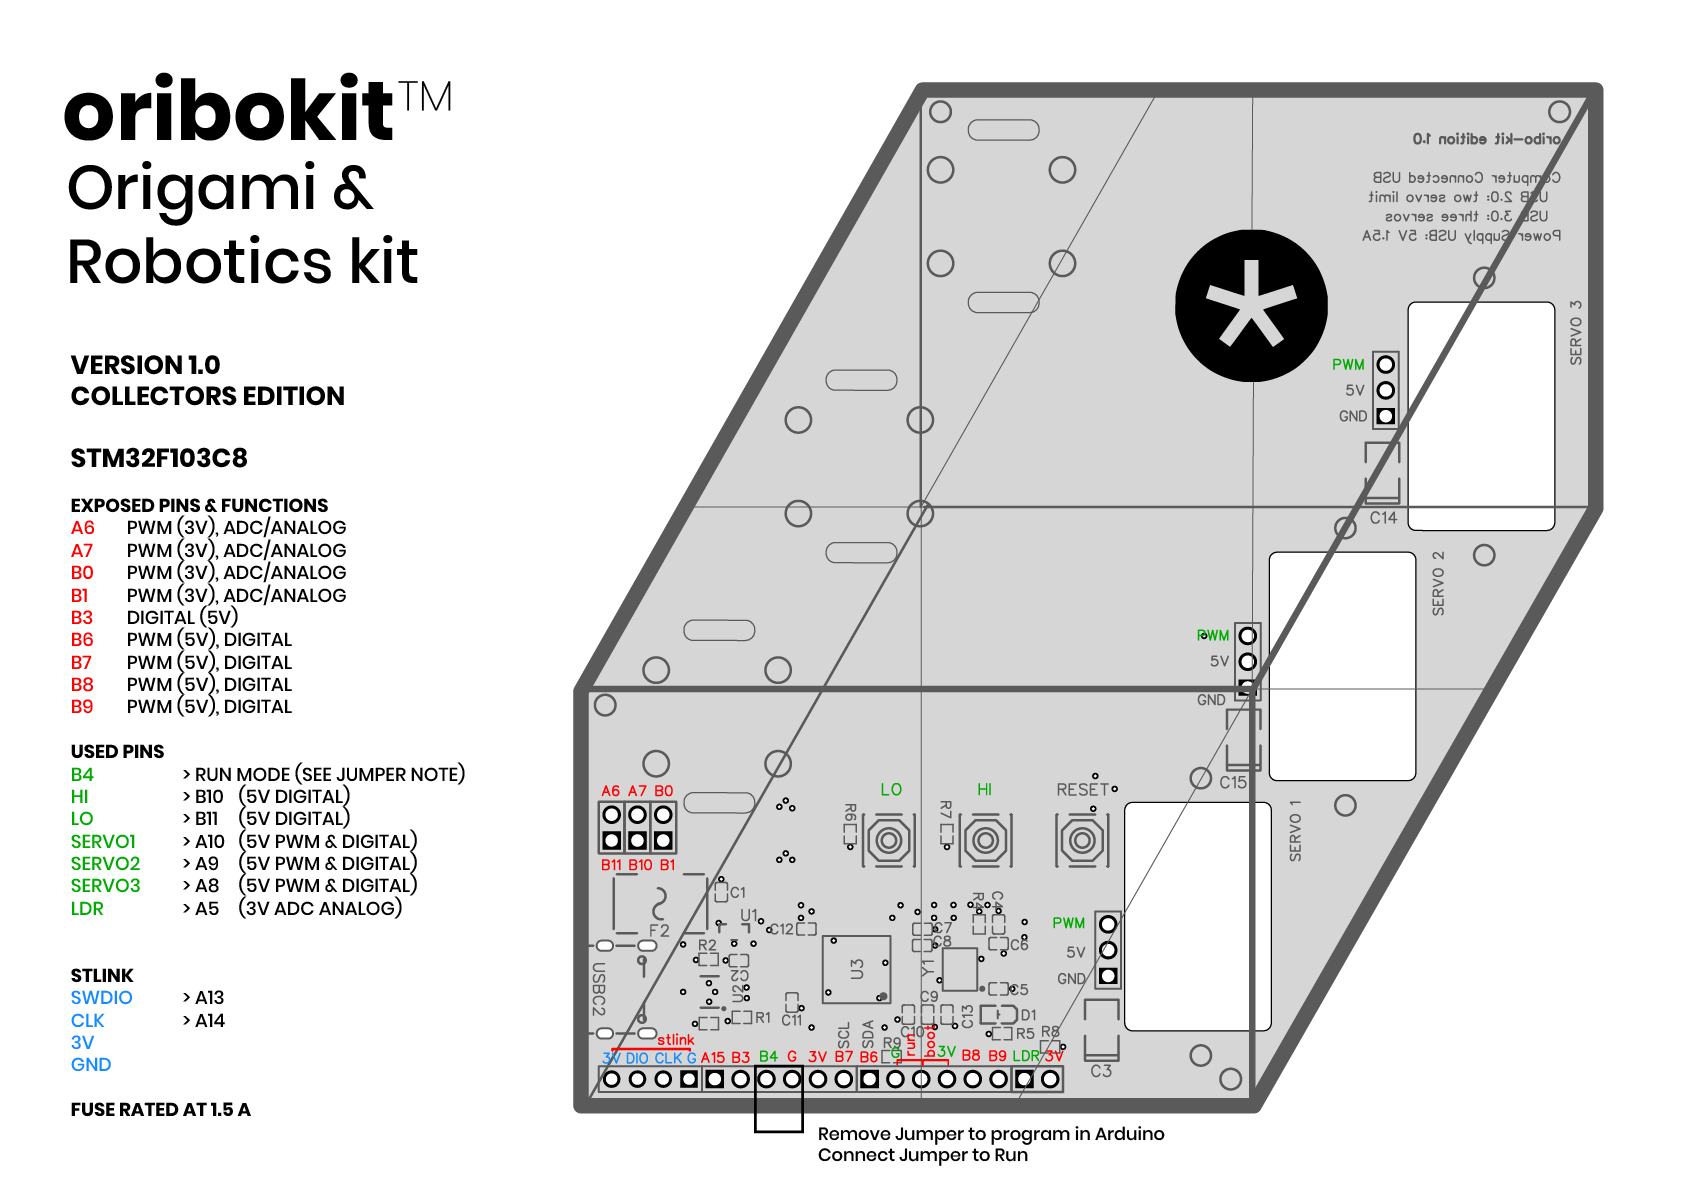 oribokit™
Origami &
Robotics kit
VERSION 1.0
COLLECTORS EDITION
STM32F103C8
EXPOSED PINS & FUNCTIONS
A6 PWM (3V), ADC/ANALOG
A7 PWM (3V), ADC/ANALOG
B0 PWM (3V), ADC/ANALOG
B1 PWM (3V), ADC/ANALOG
B3 DIGITAL (5V)
B6 PWM (5V), DIGITAL
B7 PWM (5V), DIGITAL
B8 PWM (5V), DIGITAL
B9 PWM (5V), DIGITAL
USED PINS
B4 > RUN MODE (SEE JUMPER NOTE)
HI > B10 (5V DIGITAL)
LO > B11 (5V DIGITAL)
SERVO1 > A10 (5V PWM & DIGITAL)
SERVO2 > A9 (5V PWM & DIGITAL)
SERVO3 > A8 (5V PWM & DIGITAL)
LDR > A5 (3V ADC ANALOG)
STLINK
SWDIO > A13
CLK > A14
3V
GND
FUSE RATED AT 1.5 A
oribo-kit edition 1.0
Computer Connected USB
USB 2.0: two servo limit
USB 3.0: three servos
Power Supply USB: 5V 1.5A
SERVO 3
PWM
5V
GND
C14
SERVO 2
PWM
5V
GND
C15
SERVO 1
A6 A7 B0
B11 B10 B1
LO HI RESET
R6 R7
F2
C1
U1
C12
R2
C2
U2
R1
C11
U3
C7
C8
Y1
R4 C4
C6
C5
C9
C10
C13
D1
R5
R8
R9
USBC2
SCL SDA
PWM
5V
GND
C3
stlink
run boot
3V DIO CLK G A15 B3 B4 G 3V B7 B6 G 3V B8 B9 LDR 3V
Remove Jumper to program in Arduino
Connect Jumper to Run